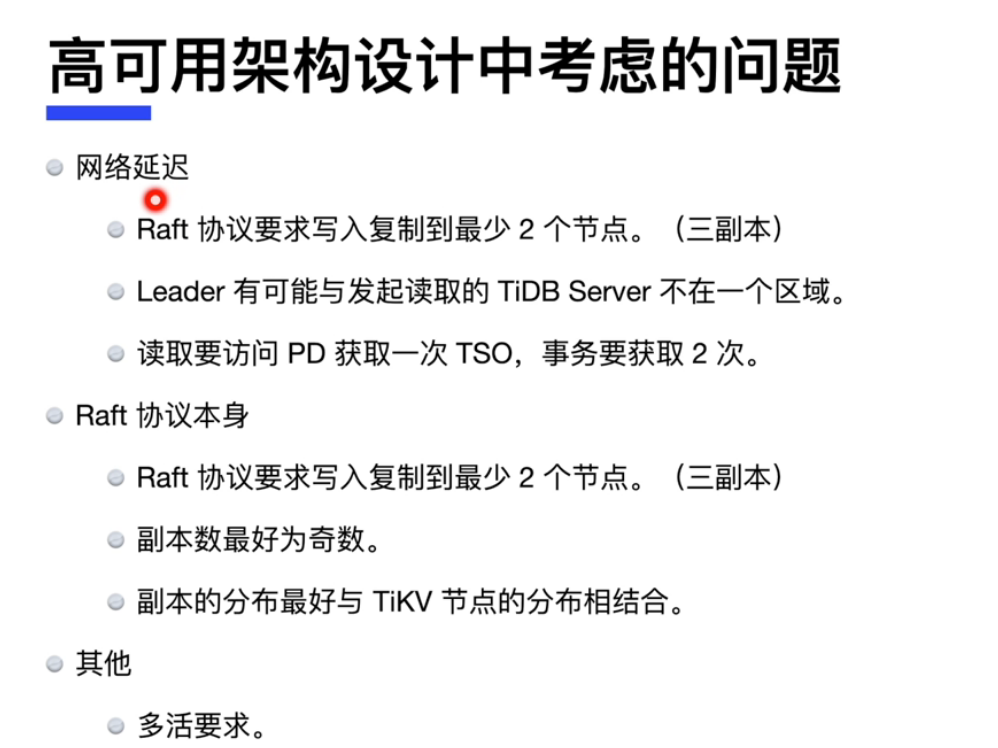 高可用架构设计中考虑的问题
网络延迟
Raft 协议要求写入复制到最少 2 个节点。（三副本）
Leader 有可能与发起读取的 TiDB Server 不在一个区域。
读取要访问 PD 获取一次 TSO，事务要获取 2 次。
Raft 协议本身
Raft 协议要求写入复制到最少 2 个节点。（三副本）
副本数最好为奇数。
副本的分布最好与 TiKV 节点的分布相结合。
其他
多活要求。